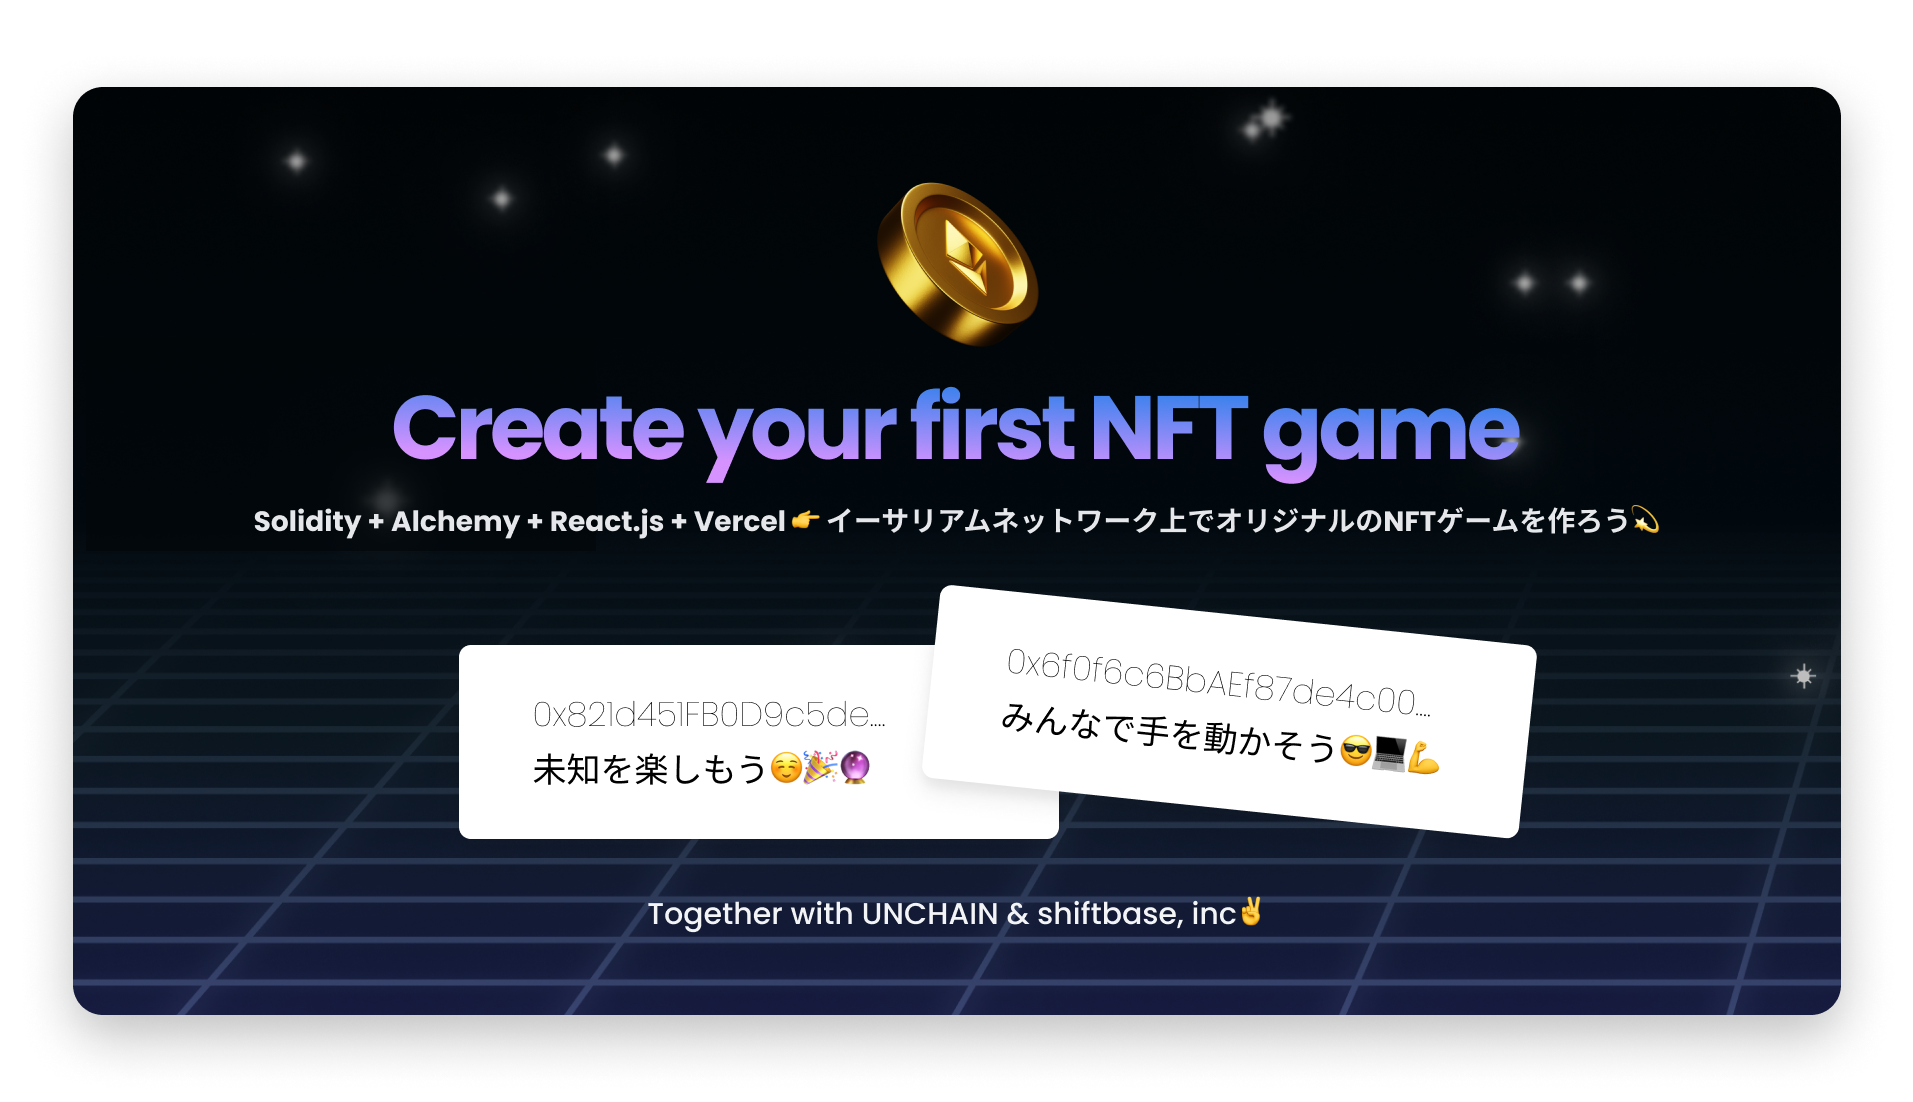 Create your first NFT game
Solidity + Alchemy + React.js + Vercel 👉 イーサリアムネットワーク上でオリジナルのNFTゲームを作ろう💫
0x821d451FB0D9c5de....
未知を楽しもう☺️🎉🔮
0x6f0f6c6BbAEf87de4c00....
みんなで手を動かそう😎💻💪
Together with UNCHAIN & shiftbase, inc✌️